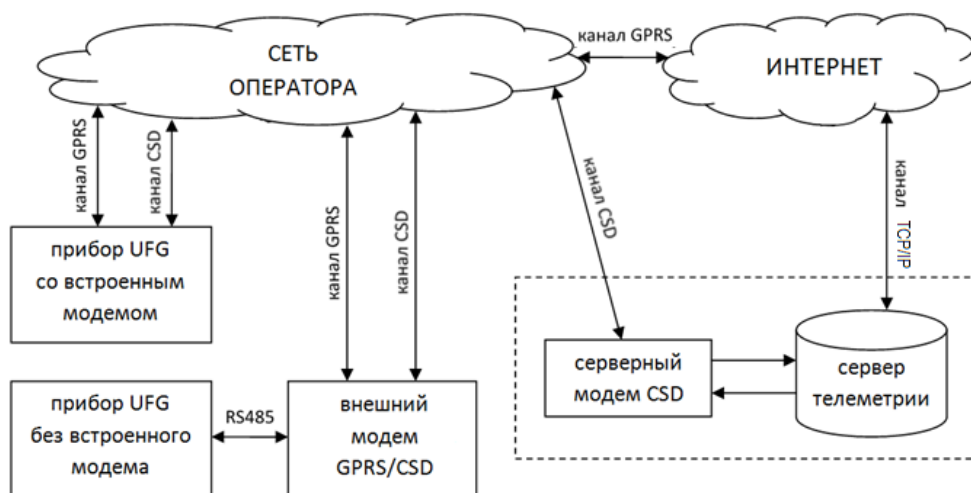 СЕТЬ
ОПЕРАТОРА
канал GPRS
ИНТЕРНЕТ
канал GPRS
канал CSD
канал GPRS
канал CSD
канал CSD
канал TCP/IP
прибор UFG
со встроенным
модемом
прибор UFG
без встроенного
модема
RS485
внешний
модем
GPRS/CSD
серверный
модем CSD
сервер
телеметрии